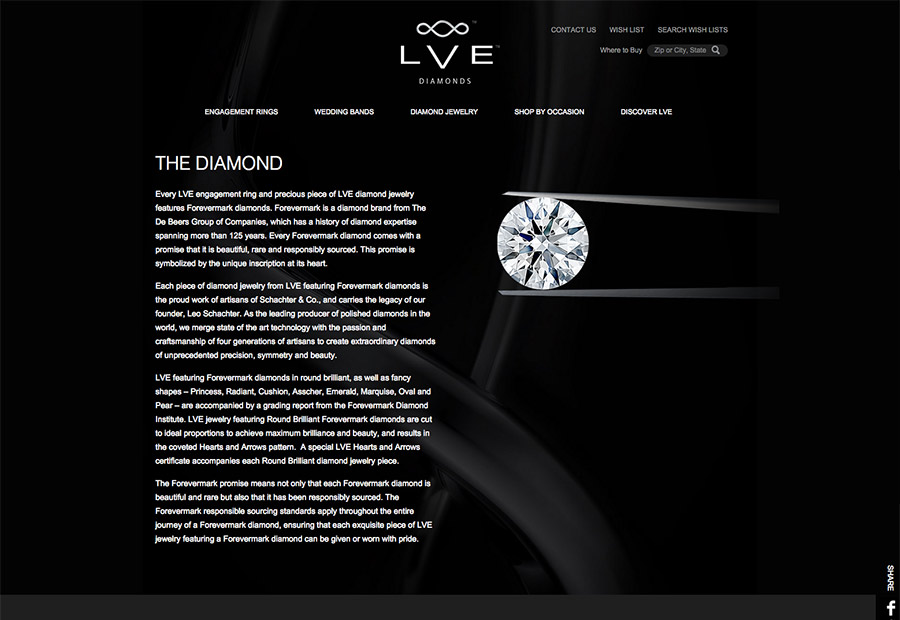 LVE™
DIAMONDS
CONTACT US WISH LIST SEARCH WISH LISTS
Where to Buy Zip or City, State
ENGAGEMENT RINGS WEDDING BANDS DIAMOND JEWELRY SHOP BY OCCASION DISCOVER LVE
THE DIAMOND
Every LVE engagement ring and precious piece of LVE diamond jewelry
features Forevermark diamonds. Forevermark is a diamond brand from The
De Beers Group of Companies, which has a history of diamond expertise
spanning more than 125 years. Every Forevermark diamond comes with a
promise that it is beautiful, rare and responsibly sourced. This promise is
symbolized by the unique inscription at its heart.
Each piece of diamond jewelry from LVE featuring Forevermark diamonds is
the proud work of artisans of Schachter & Co., and carries the legacy of our
founder, Leo Schachter. As the leading producer of polished diamonds in the
world, we merge state of the art technology with the passion and
craftsmanship of four generations of artisans to create extraordinary diamonds
of unprecedented precision, symmetry and beauty.
LVE featuring Forevermark diamonds in round brilliant, as well as fancy
shapes – Princess, Radiant, Cushion, Asscher, Emerald, Marquise, Oval and
Pear – are accompanied by a grading report from the Forevermark Diamond
Institute. LVE jewelry featuring Round Brilliant Forevermark diamonds are cut
to ideal proportions to achieve maximum brilliance and beauty, and results in
the coveted Hearts and Arrows pattern. A special LVE Hearts and Arrows
certificate accompanies each Round Brilliant diamond jewelry piece.
The Forevermark promise means not only that each Forevermark diamond is
beautiful and rare but also that it has been responsibly sourced. The
Forevermark responsible sourcing standards apply throughout the entire
journey of a Forevermark diamond, ensuring that each exquisite piece of LVE
jewelry featuring a Forevermark diamond can be given or worn with pride.
SHARE
f